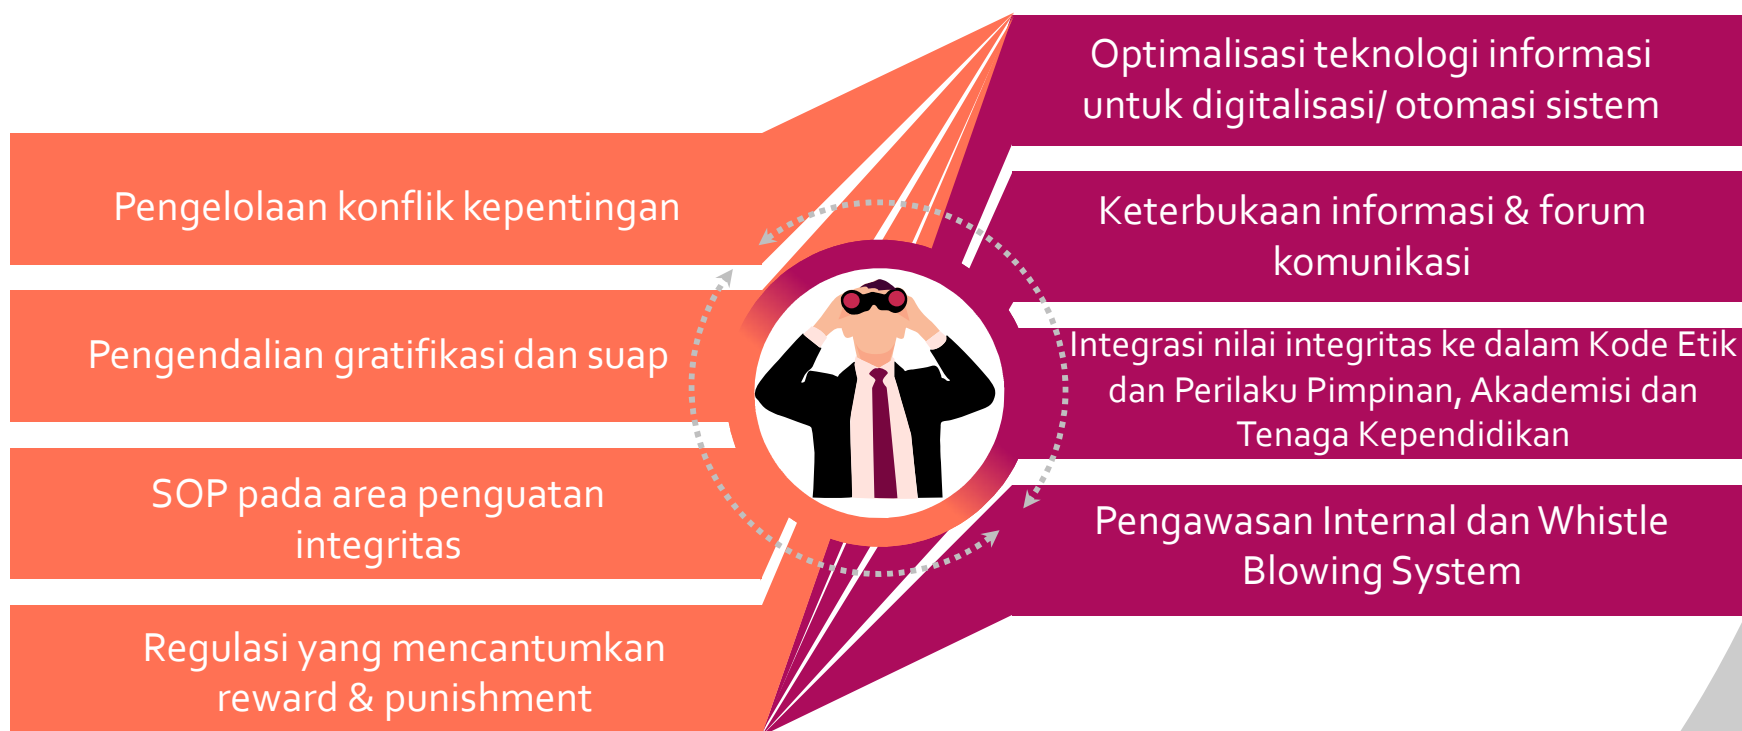 Pengelolaan konflik kepentingan
Pengendalian gratifikasi dan suap
SOP pada area penguatan
integritas
Regulasi yang mencantumkan
reward & punishment
Optimalisasi teknologi informasi
untuk digitalisasi/ otomasi sistem
Keterbukaan informasi & forum
komunikasi
Integrasi nilai integritas ke dalam Kode Etik
dan Perilaku Pimpinan, Akademisi dan
Tenaga Kependidikan
Pengawasan Internal dan Whistle
Blowing System